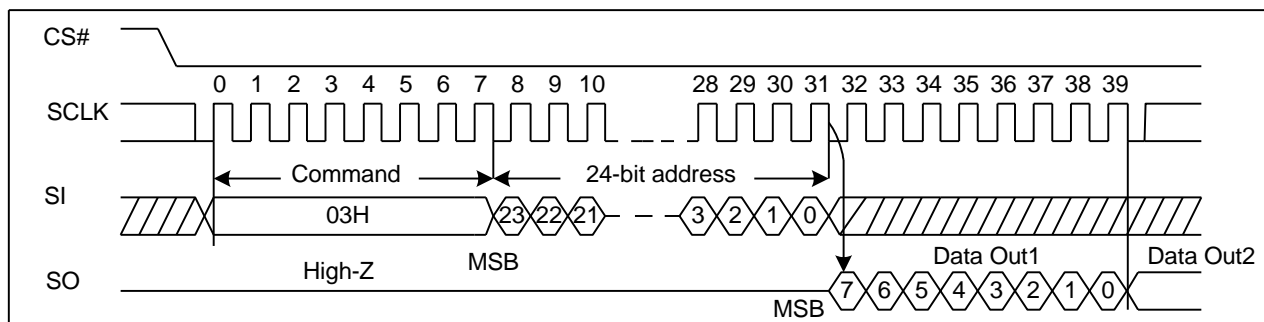 CS#
0 1 2 3 4 5 6 7 8 9 10 28 29 30 31 32 33 34 35 36 37 38 39
SCLK
Command 24-bit address
SI
03H 23 22 21 3 2 1 0
High-Z MSB Data Out1 Data Out2
SO
MSB 7 6 5 4 3 2 1 0